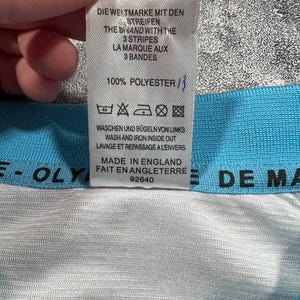 DIE WELTMARKE MIT DEN
3 STREIFEN
THE BRAND WITH THE
3 STRIPES
LA MARQUE AUX
3 BANDES
100% POLYESTER 13
WASCHEN UND BÜGELN VON LINKS
WASH AND IRON INSIDE OUT
LAVAGE ET REPASSAGE A L'ENVERS
MADE IN ENGLAND
FAIT EN ANGLETERRE
92640
E - OLY E DE MA